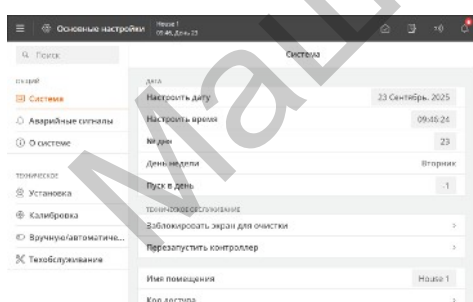 Основные настройки
House 1
09:46, День 23
Поиск
Система
ОБЩИЙ
Система
Аварийные сигналы
О системе
ТЕХНИЧЕСКОЕ
Установка
Калибровка
Вручную/автоматиче...
Техобслуживание
ДАТА
Настроить дату
23 Сентябрь, 2025
Настроить время
09:46:24
№ дня
23
День недели
Вторник
Пуск в день
-1
ТЕХНИЧЕСКОЕ ОБСЛУЖИВАНИЕ
Заблокировать экран для очистки
Перезапустить контроллер
Имя помещения
House 1
Код доступа